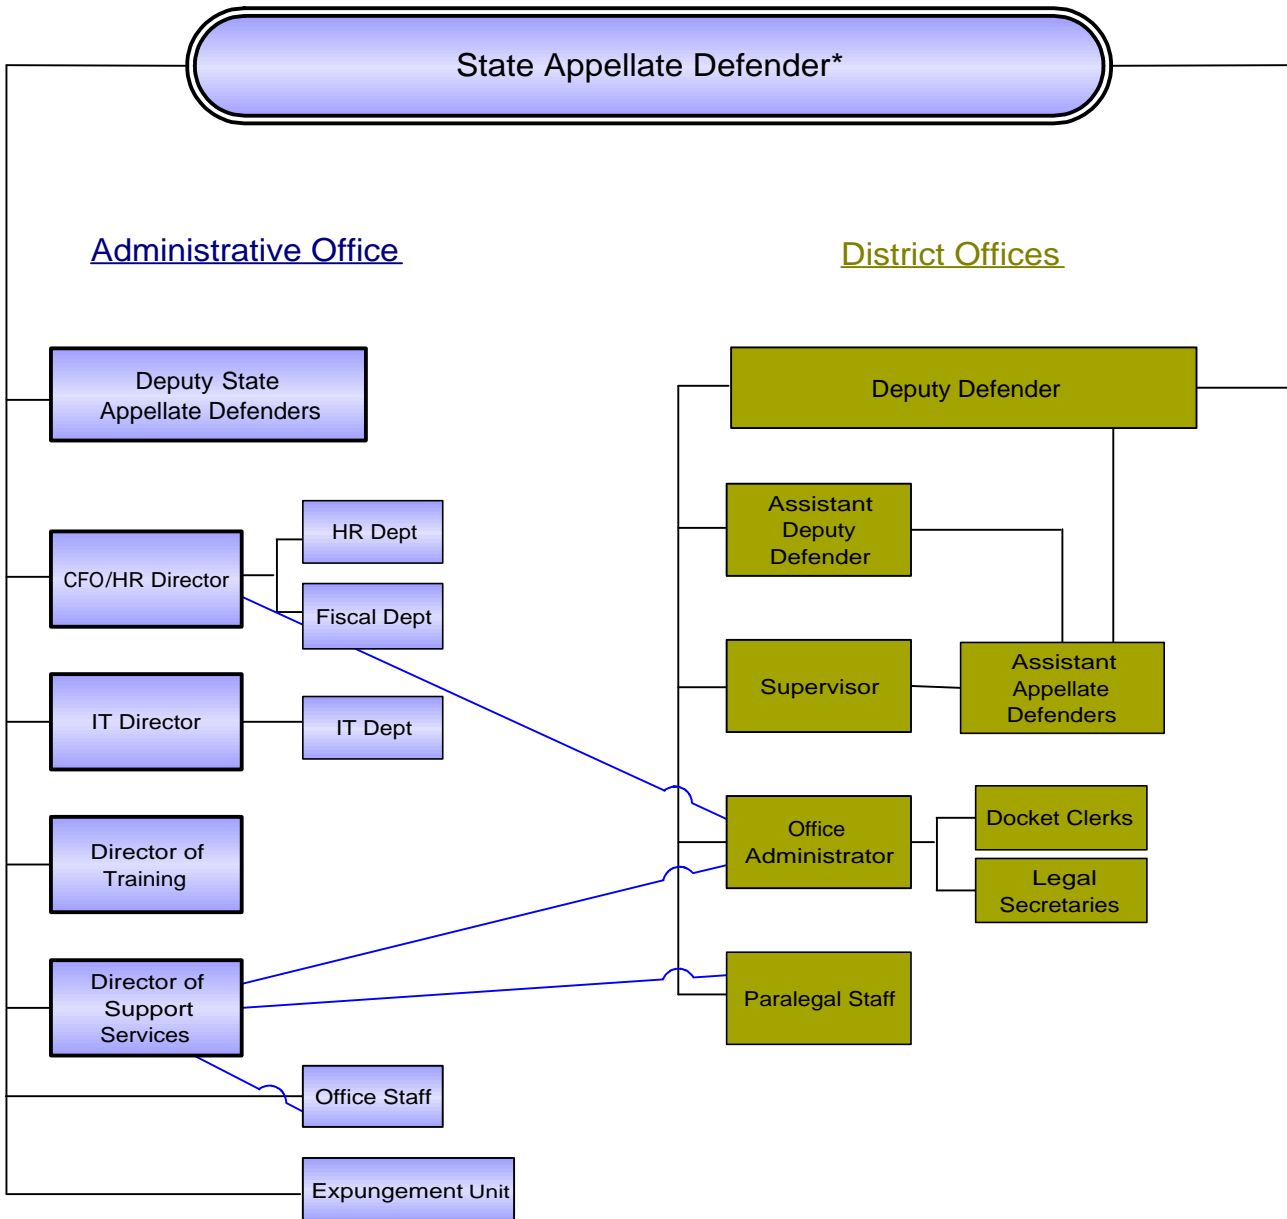 State Appellate Defender*
Administrative Office
District Offices
Deputy State
Appellate Defenders
CFO/HR Director
HR Dept
Fiscal Dept
IT Director
IT Dept
Director of
Training
Director of
Support
Services
Office Staff
Expungement Unit
Deputy Defender
Assistant
Deputy
Defender
Supervisor
Assistant
Appellate
Defenders
Office
Administrator
Docket Clerks
Legal
Secretaries
Paralegal Staff